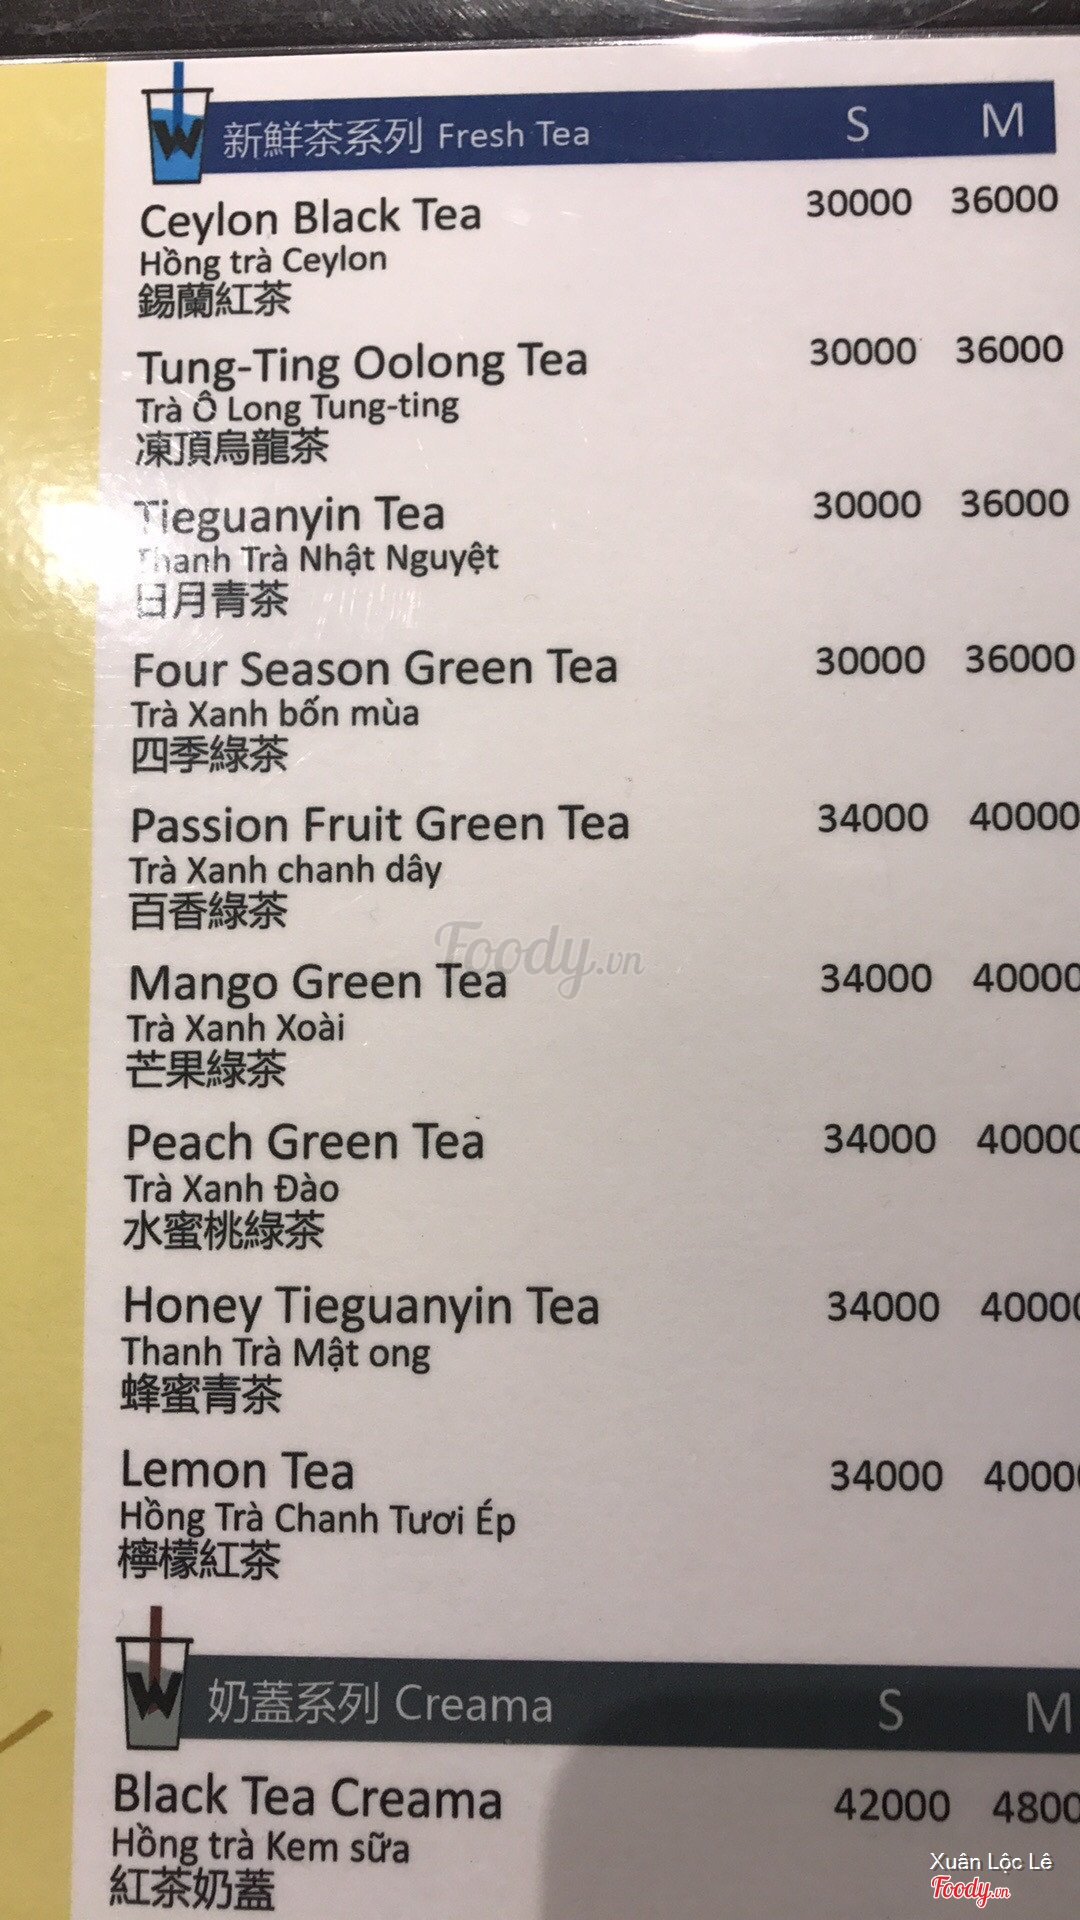 新鮮茶系列 Fresh Tea S M
Ceylon Black Tea 30000 36000
Hồng trà Ceylon
錫蘭紅茶
Tung-Ting Oolong Tea 30000 36000
Trà Ô Long Tung-ting
凍頂烏龍茶
Tieguanyin Tea 30000 36000
Thanh Trà Nhật Nguyệt
日月青茶
Four Season Green Tea 30000 36000
Trà Xanh bốn mùa
四季綠茶
Passion Fruit Green Tea 34000 40000
Trà Xanh chanh dây
百香綠茶
Foody.vn
Mango Green Tea 34000 40000
Trà Xanh Xoài
芒果綠茶
Peach Green Tea 34000 40000
Trà Xanh Đào
水蜜桃綠茶
Honey Tieguanyin Tea 34000 40000
Thanh Trà Mật ong
蜂蜜青茶
Lemon Tea 34000 4000
Hồng Trà Chanh Tươi Ép
檸檬紅茶
奶蓋系列 Creama S M
Black Tea Creama 42000 4800
Hồng trà Kem sữa
紅茶奶蓋
Xuân Lộc Lê
Foody.vn